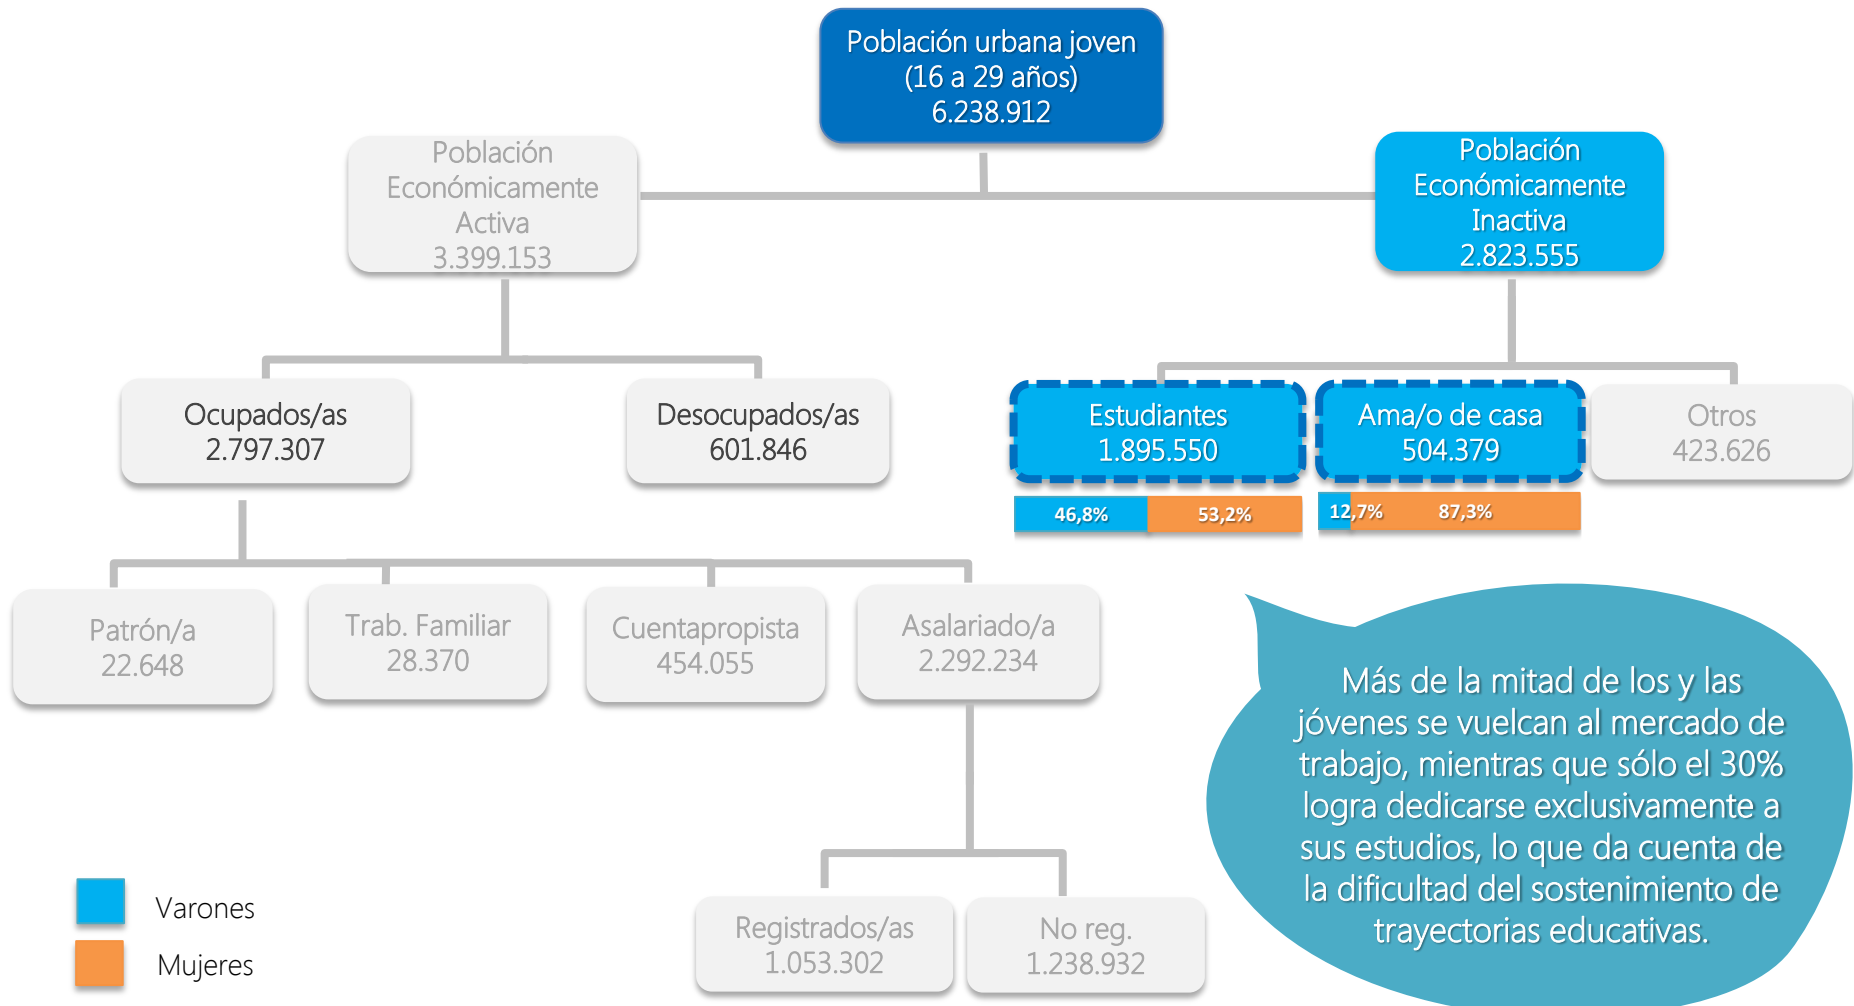 Población urbana joven
(16 a 29 años)
6.238.912
Población
Económicamente
Activa
3.399.153
Población
Económicamente
Inactiva
2.823.555
Ocupados/as
2.797.307
Desocupados/as
601.846
Estudiantes
1.895.550
Ama/o de casa
504.379
Otros
423.626
46,8%
53,2%
12,7%
87,3%
Patrón/a
22.648
Trab. Familiar
28.370
Cuentapropista
454.055
Asalariado/a
2.292.234
Más de la mitad de los y las
jóvenes se vuelcan al mercado de
trabajo, mientras que sólo el 30%
logra dedicarse exclusivamente a
sus estudios, lo que da cuenta de
la dificultad del sostenimiento de
trayectorias educativas.
Registrados/as
1.053.302
No reg.
1.238.932
Varones
Mujeres